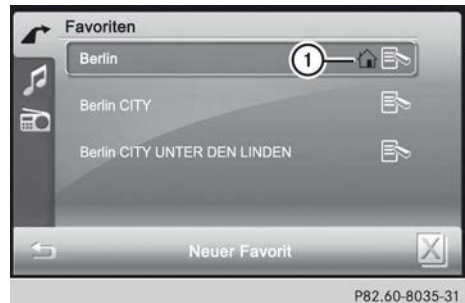 Favoriten
Berlin
1
Berlin CITY
Berlin CITY UNTER DEN LINDEN
Neuer Favorit
X
P82.60-8035-31